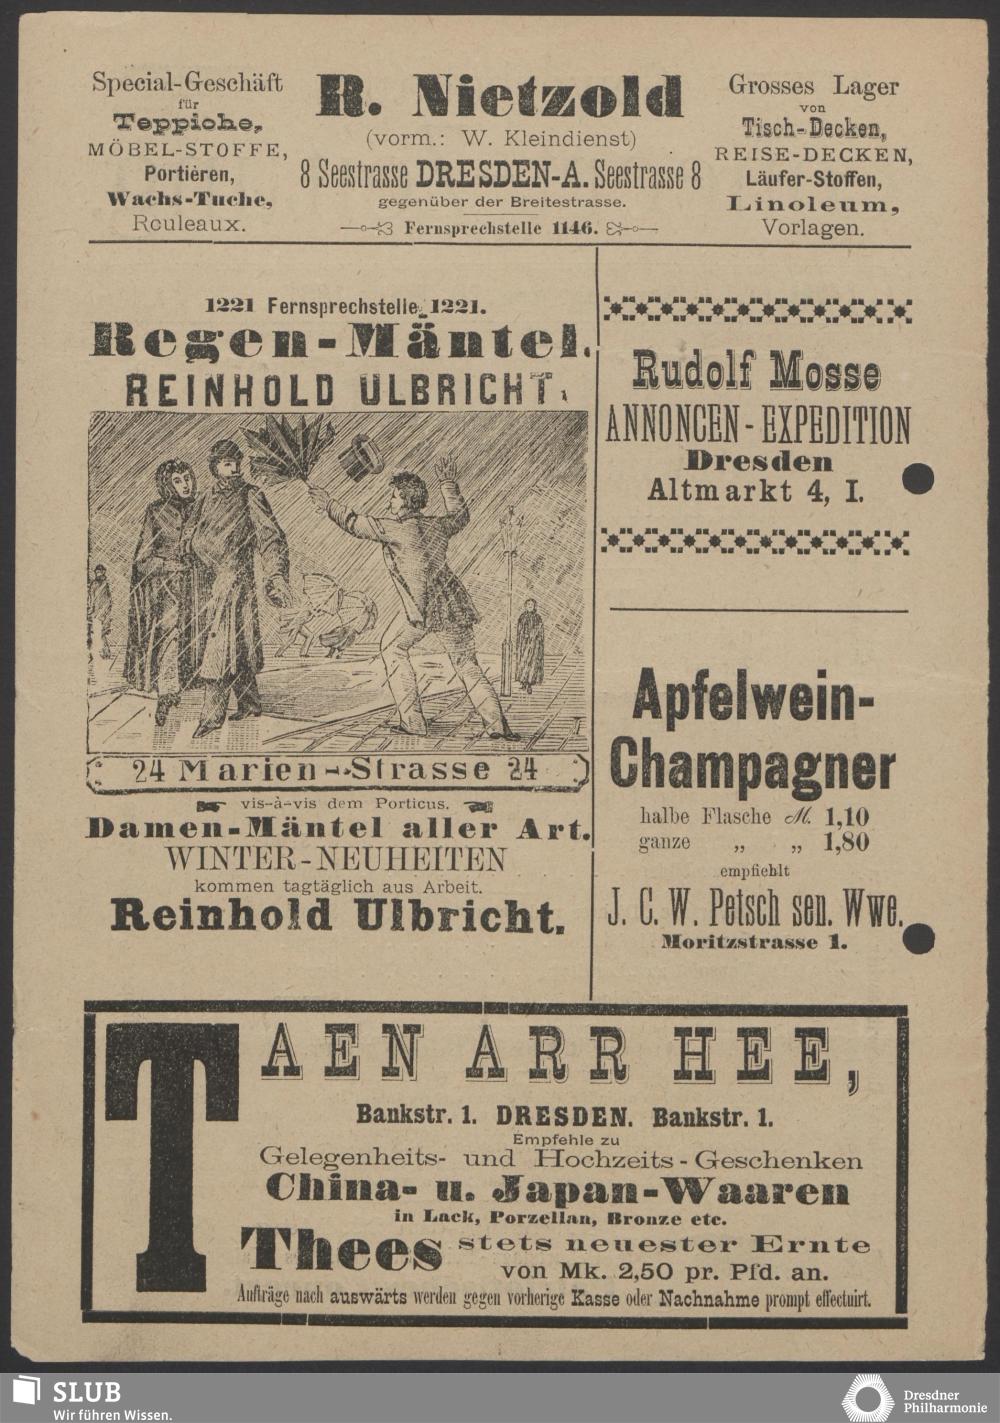 Special-Geschäft
für
Teppiche,
MÖBEL-STOFFE,
Portièren,
Wachs-Tuche,
Rouleaux.
R. Nietzold
(vorm.: W. Kleindienst)
8 Seestrasse DRESDEN-A. Seestrasse 8
gegenüber der Breitestrasse.
Fernsprechstelle 1146.
Grosses Lager
von
Tisch-Decken,
REISE-DECKEN,
Läufer-Stoffen,
Linoleum,
Vorlagen.
1221 Fernsprechstelle 1221.
Regen-Mäntel.
REINHOLD ULBRICHT,
24 Marien-Strasse 24
vis-à-vis dem Porticus.
Damen-Mäntel aller Art.
WINTER-NEUHEITEN
kommen tagtäglich aus Arbeit.
Reinhold Ulbricht.
Rudolf Mosse
ANNONCEN-EXPEDITION
Dresden
Altmarkt 4, I.
Apfelwein-
Champagner
halbe Flasche M. 1,10
ganze „ „ 1,80
empfiehlt
J. C. W. Petsch sen. Wwe.
Moritzstrasse 1.
TAEN ARR HEE,
Bankstr. 1. DRESDEN. Bankstr. 1.
Empfehle zu
Gelegenheits- und Hochzeits-Geschenken
China- u. Japan-Waaren
in Lack, Porzellan, Bronze etc.
Thees stets neuester Ernte
von Mk. 2,50 pr. Pfd. an.
Aufträge nach auswärts werden gegen vorherige Kasse oder Nachnahme prompt effectuirt.
SLUB
Wir führen Wissen.
Dresdner
Philharmonie